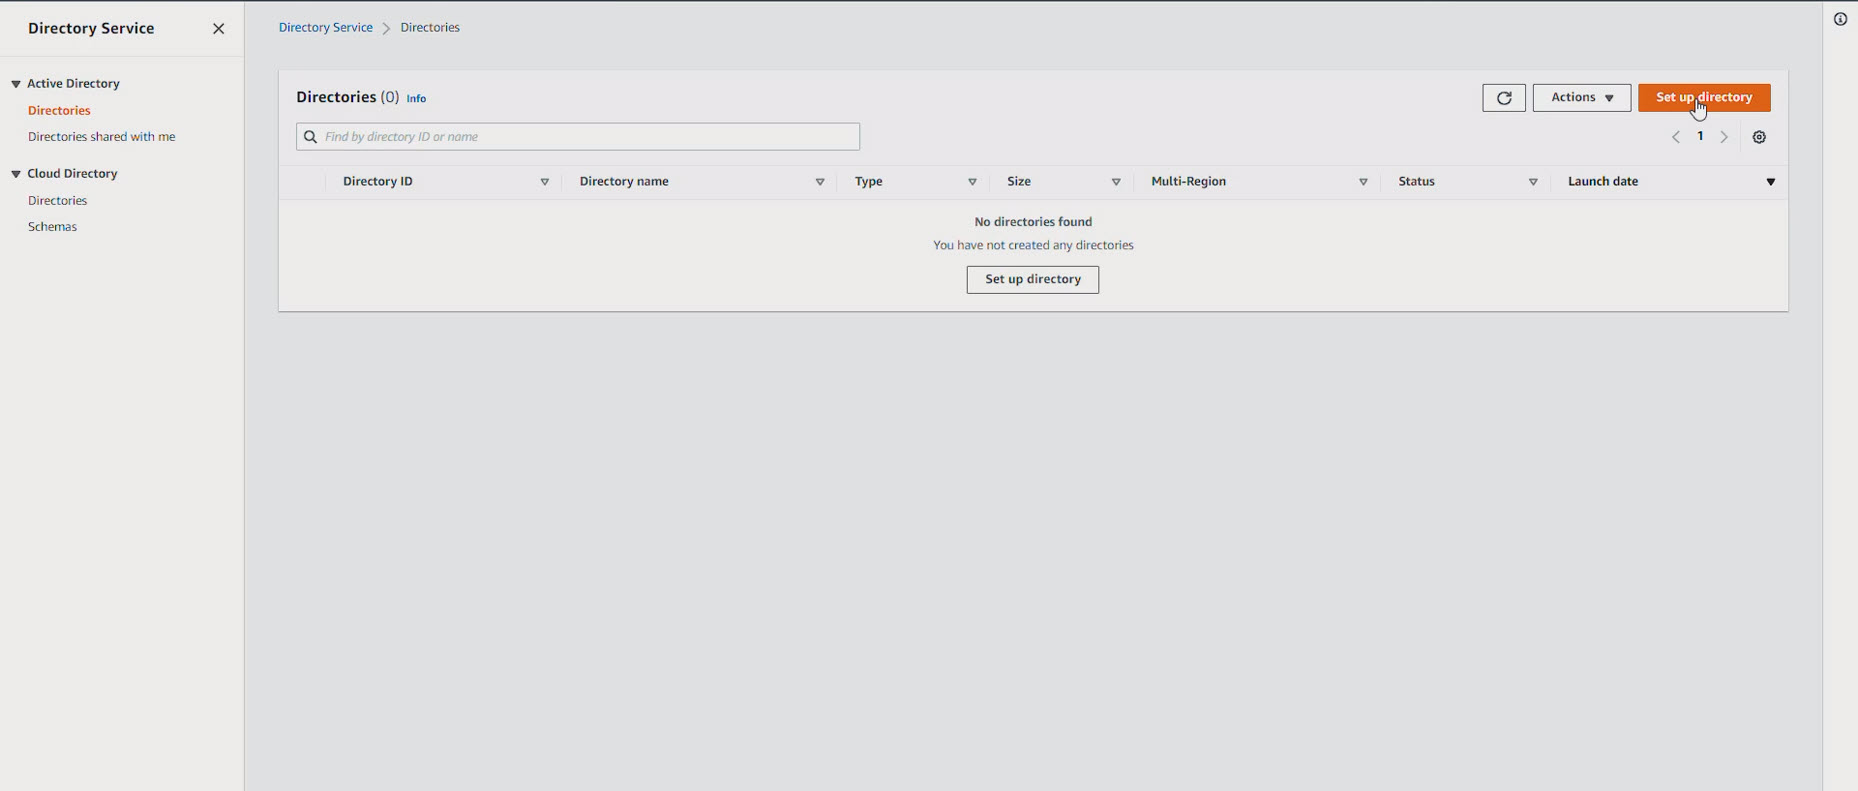 Directory Service
Active Directory
Directories
Directories shared with me
Cloud Directory
Directories
Schemas
Directory Service > Directories
Directories (0) Info
Actions
Set up directory
Find by directory ID or name
1
Directory ID Directory name Type Size Multi-Region Status Launch date
No directories found
You have not created any directories
Set up directory